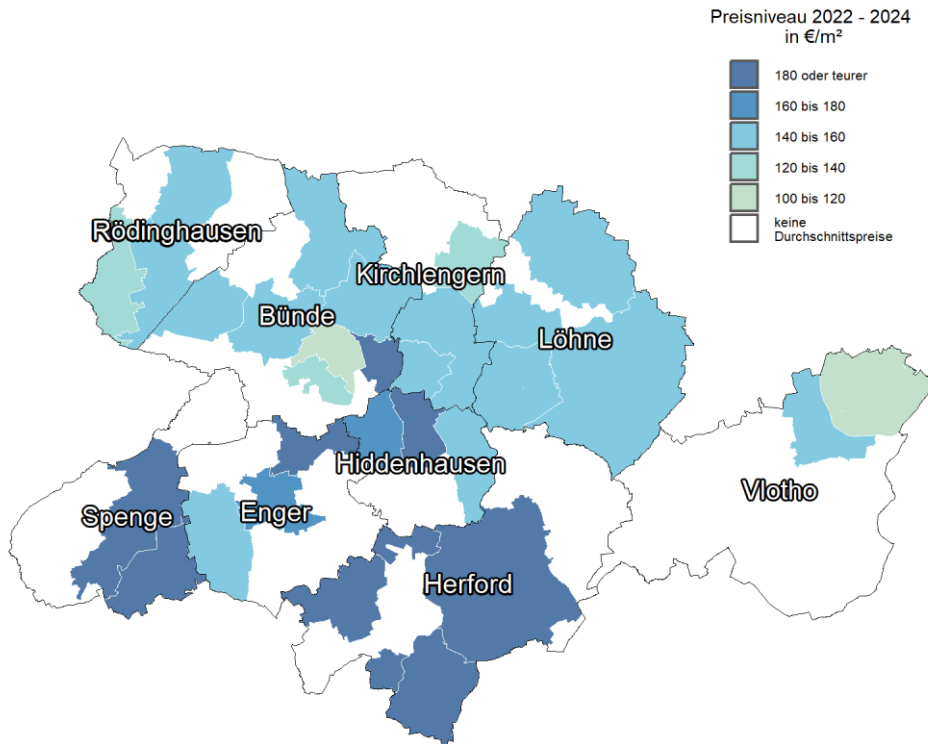 Preisniveau 2022 - 2024
in €/m²
180 oder teurer
160 bis 180
140 bis 160
120 bis 140
100 bis 120
keine
Durchschnittspreise
Rödinghausen
Kirchlengern
Bünde
Löhne
Hiddenhausen
Vlotho
Spenge
Enger
Herford